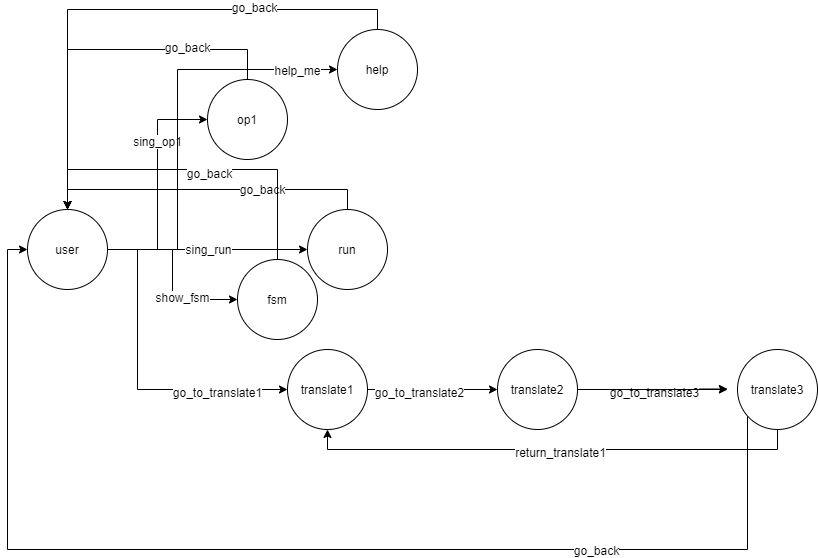 go_back
go_back
help_me
help
op1
sing_op1
go_back
go_back
user
sing_run
run
show_fsm
fsm
go_to_translate1
translate1
go_to_translate2
translate2
go_to_translate3
translate3
return_translate1
go_back